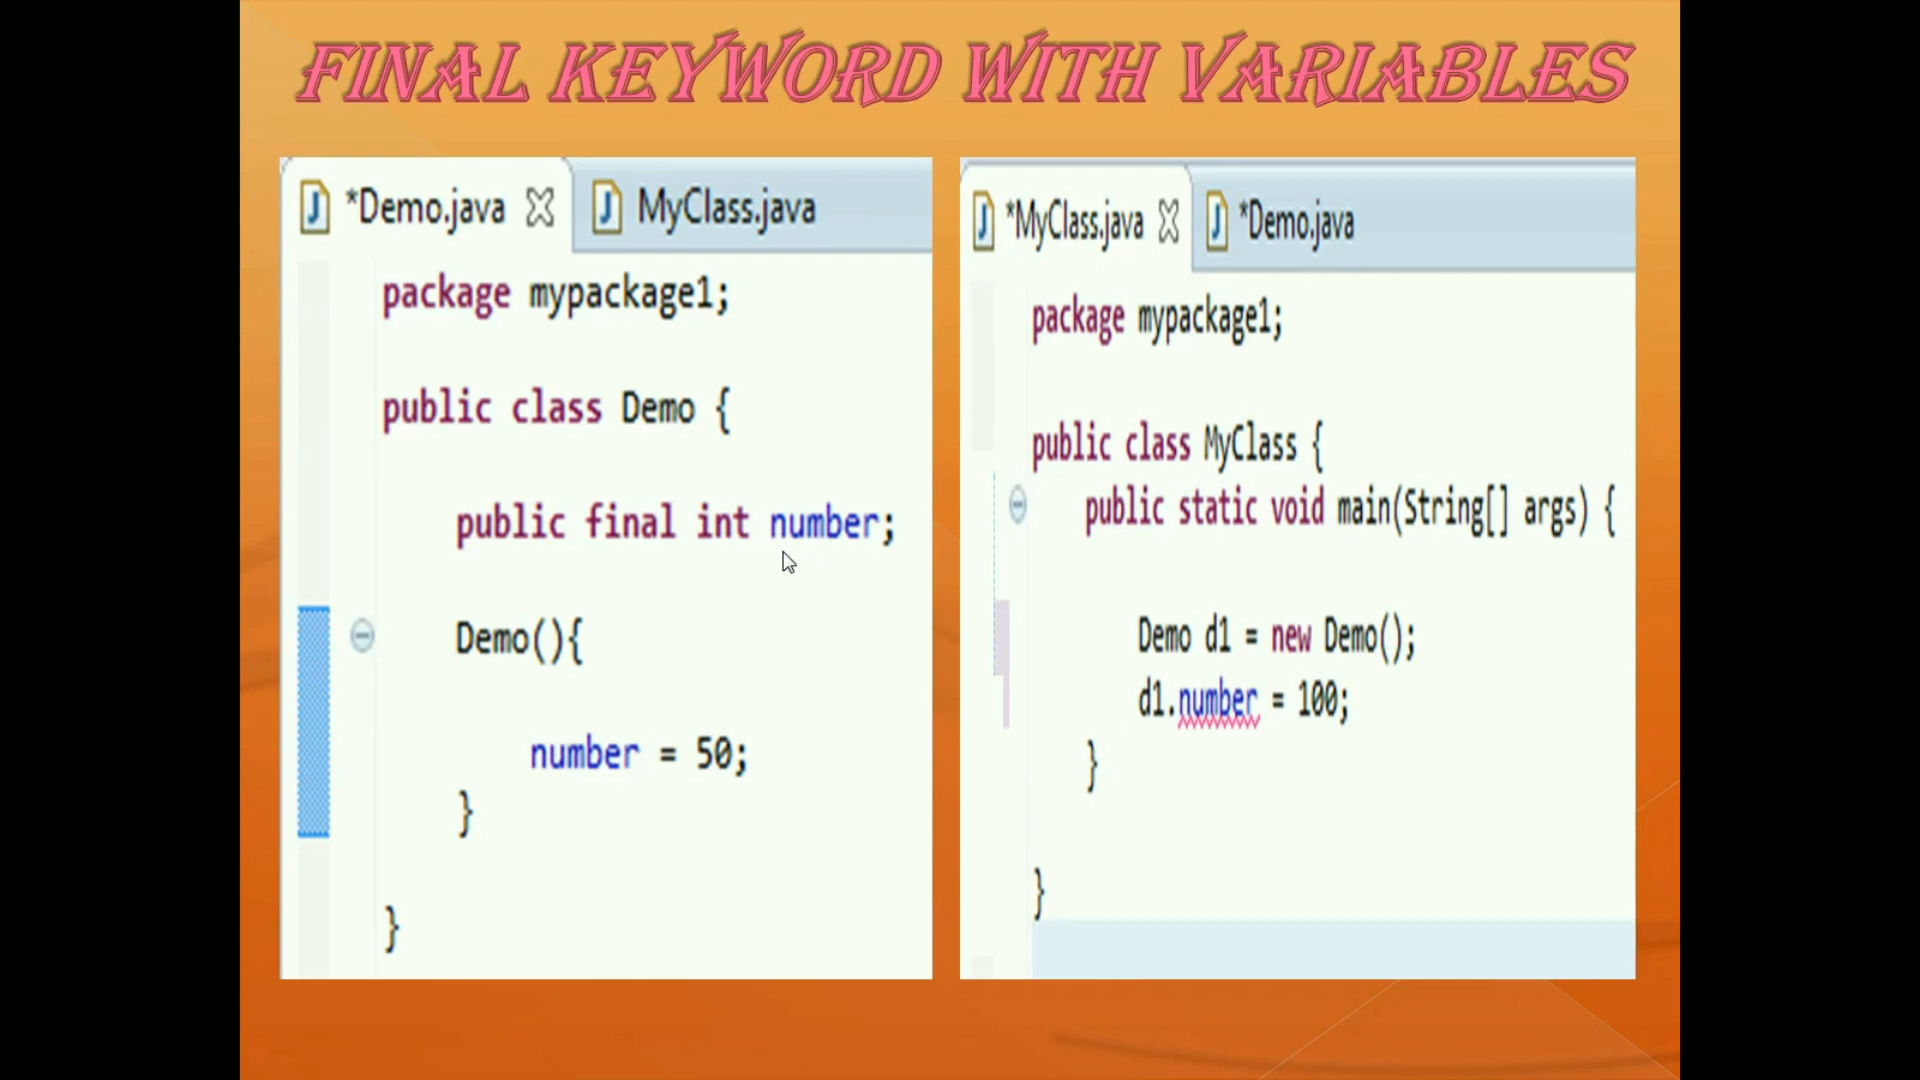 FINAL KEYWORD WITH VARIABLES
*Demo.java
MyClass.java
package mypackage1;
public class Demo {
public final int number;
Demo(){
number = 50;
}
}
*MyClass.java
*Demo.java
package mypackage1;
public class MyClass {
public static void main(String[] args) {
Demo d1 = new Demo();
d1.number = 100;
}
}